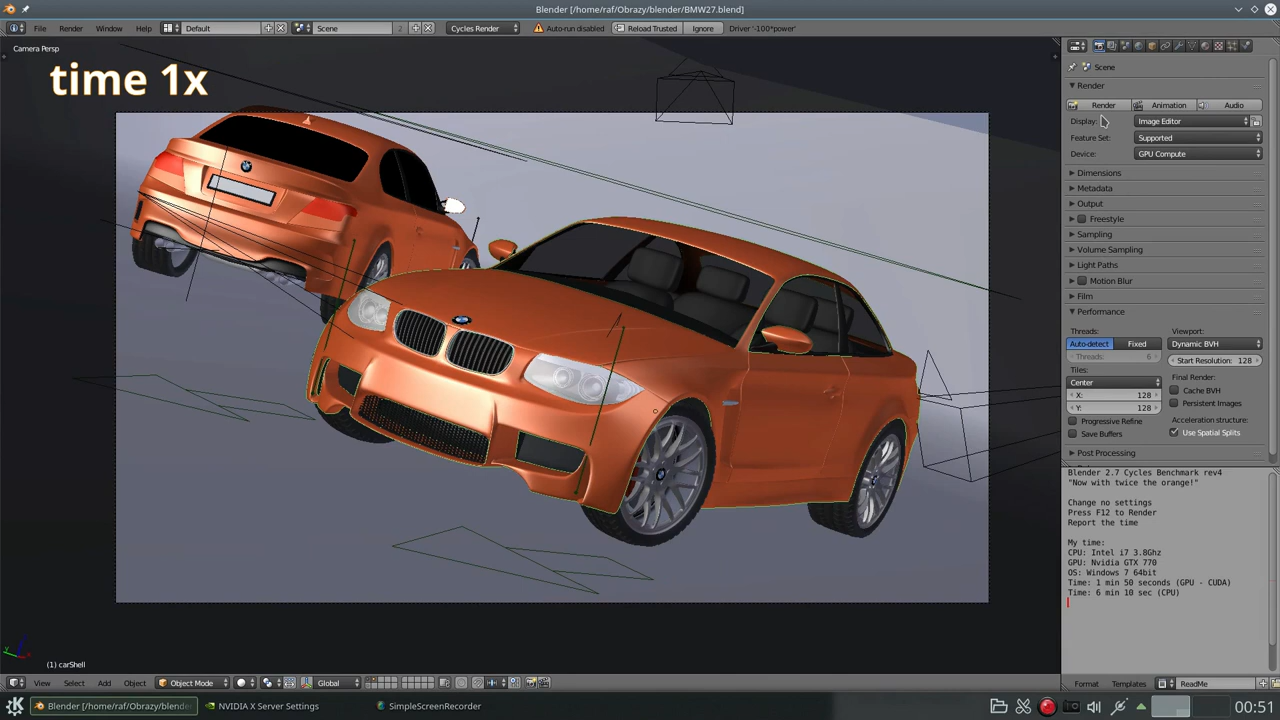 Blender [/home/raf/Obrazy/blender/BMW27.blend]
File Render Window Help Default Scene 2 Cycles Render Auto-run disabled Reload Trusted Ignore Driver '-100*power'
Camera Persp
time 1x
Scene
Render
Render Animation Audio
Display: Image Editor
Feature Set: Supported
Device: GPU Compute
Dimensions
Metadata
Output
Freestyle
Sampling
Volume Sampling
Light Paths
Motion Blur
Film
Performance
Threads: Viewport:
Auto-detect Fixed Dynamic BVH
Threads: 6 Start Resolution: 128
Tiles: Final Render:
Center Cache BVH
X: 128 Persistent Images
Y: 128
Acceleration structure:
Progressive Refine Use Spatial Splits
Save Buffers
Post Processing
Blender 2.7 Cycles Benchmark rev4
"Now with twice the orange!"
Change no settings
Press F12 to Render
Report the time
My time:
CPU: Intel i7 3.8Ghz
GPU: Nvidia GTX 770
OS: Windows 7 64bit
Time: 1 min 50 seconds (GPU - CUDA)
Time: 6 min 10 sec (CPU)
(1) carShell
View Select Add Object Object Mode Global Format Templates ReadMe
Blender [/home/raf/Obrazy/blende NVIDIA X Server Settings SimpleScreenRecorder 00:51